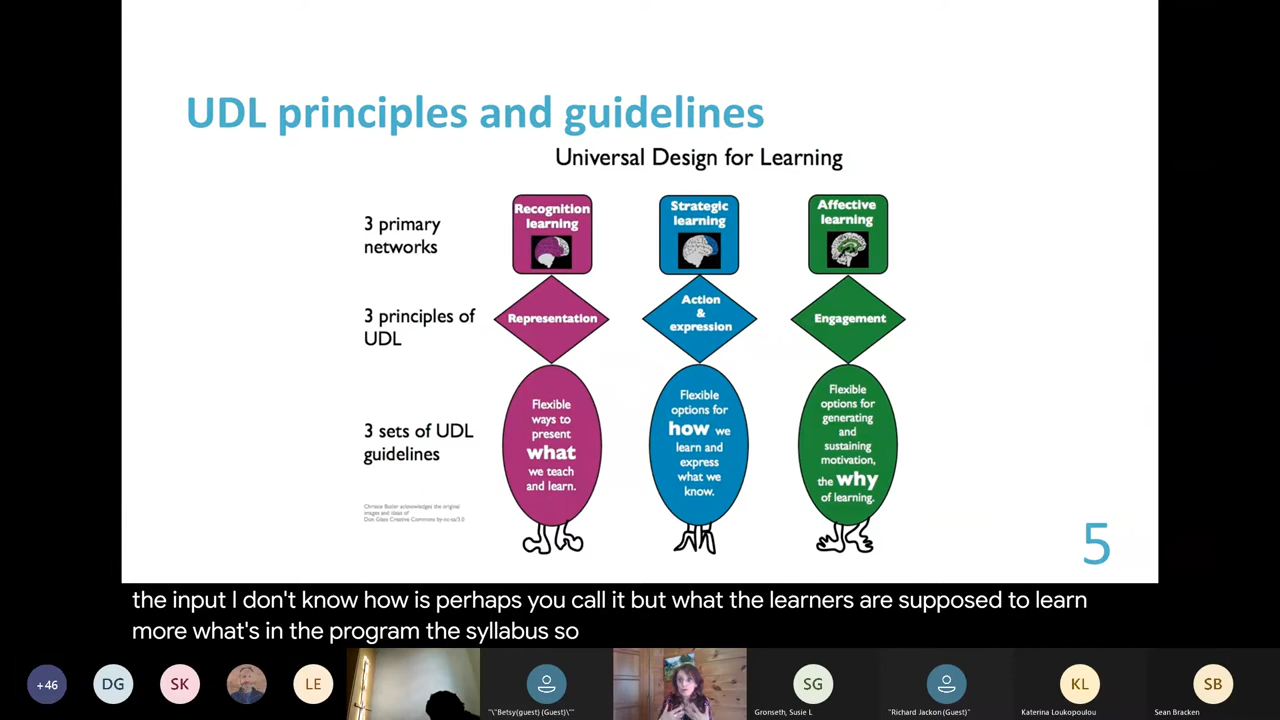 UDL principles and guidelines
Universal Design for Learning
3 primary
networks
Recognition
learning
Strategic
learning
Affective
learning
3 principles of
UDL
Representation
Action
&
expression
Engagement
3 sets of UDL
guidelines
Flexible
ways to
present
what
we teach
and learn.
Flexible
options for
how we
learn and
express
what we
know.
Flexible
options for
generating
and
sustaining
motivation,
the why
of learning.
Chrissie Butler acknowledges the original
images and ideas of
Don Glass Creative Commons by-nc-sa/3.0
5
the input I don't know how is perhaps you call it but what the learners are supposed to learn
more what's in the program the syllabus so
+46
DG
SK
LE
"\"Betsy(guest) (Guest)\""
SG
Gronseth, Susie L
"Richard Jackon (Guest)"
KL
Katerina Loukopoulou
SB
Sean Bracken